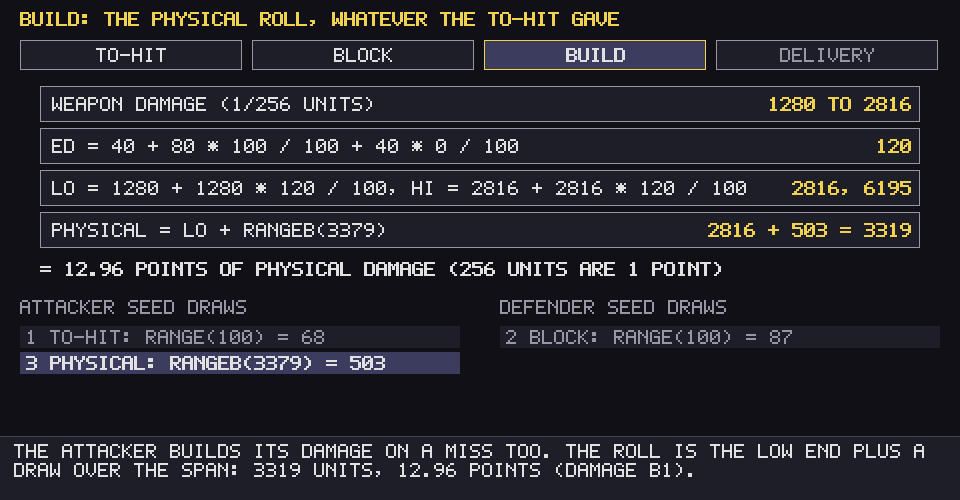 BUILD: THE PHYSICAL ROLL, WHATEVER THE TO-HIT GAVE
TO-HIT
BLOCK
BUILD
DELIVERY
WEAPON DAMAGE (1/256 UNITS) 1280 TO 2816
ED = 40 + 80 * 100 / 100 + 40 * 0 / 100 120
LO = 1280 + 1280 * 120 / 100, HI = 2816 + 2816 * 120 / 100 2816, 6195
PHYSICAL = LO + RANGEB(3379) 2816 + 503 = 3319
= 12.96 POINTS OF PHYSICAL DAMAGE (256 UNITS ARE 1 POINT)
ATTACKER SEED DRAWS
1 TO-HIT: RANGE(100) = 68
3 PHYSICAL: RANGEB(3379) = 503
DEFENDER SEED DRAWS
2 BLOCK: RANGE(100) = 87
THE ATTACKER BUILDS ITS DAMAGE ON A MISS TOO. THE ROLL IS THE LOW END PLUS A
DRAW OVER THE SPAN: 3319 UNITS, 12.96 POINTS (DAMAGE B1).